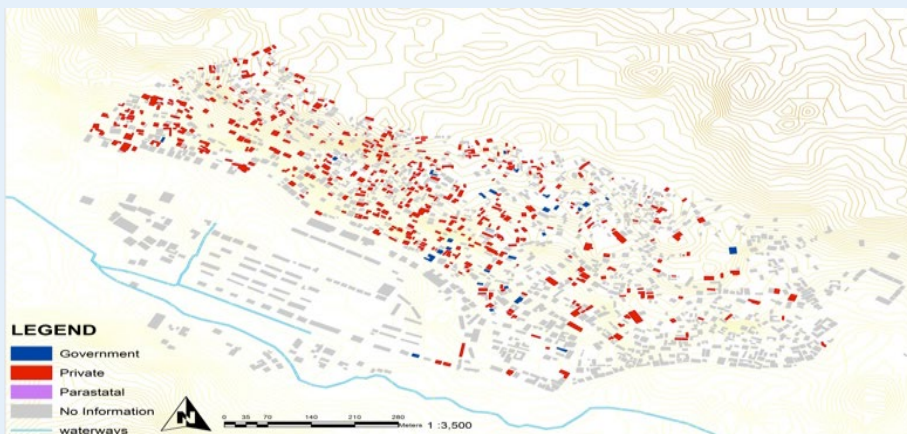 LEGEND
Government
Private
Parastatal
No Information
waterways
N
0 35 70 140 210 280
Meters 1 :3,500